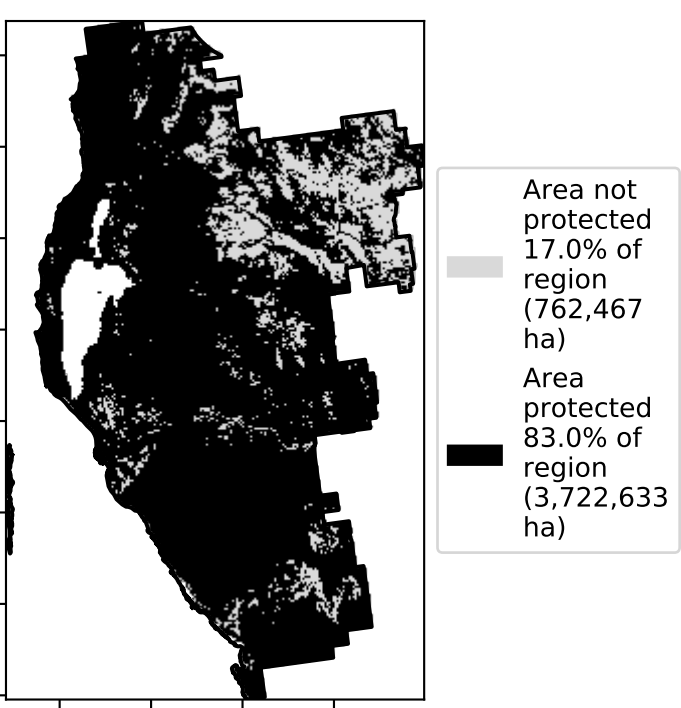 Area not
protected
17.0% of
region
(762,467
ha)
Area
protected
83.0% of
region
(3,722,633
ha)